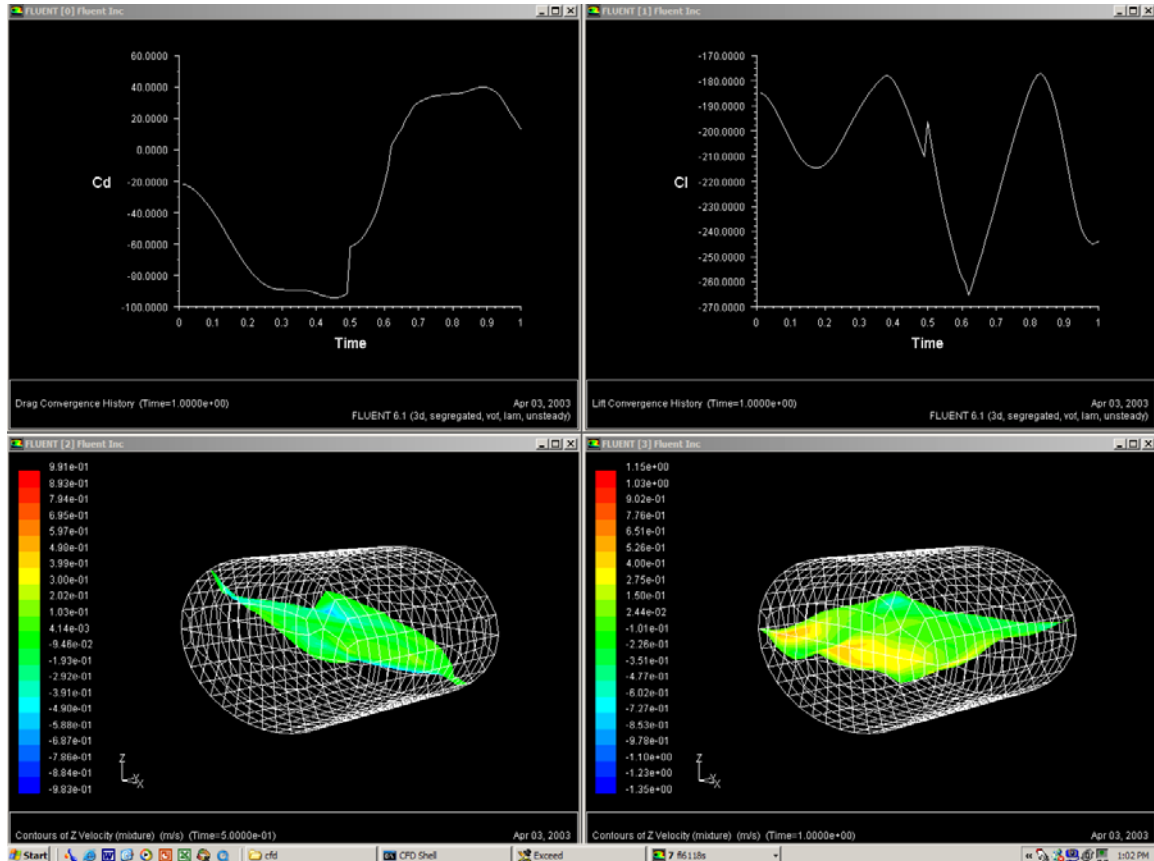 FLUENT [0] Fluent Inc
60.0000
40.0000
20.0000
0.0000
-20.0000
-40.0000
-60.0000
-80.0000
-100.0000
Cd
0 0.1 0.2 0.3 0.4 0.5 0.6 0.7 0.8 0.9 1
Time
Drag Convergence History (Time=1.0000e+00)
Apr 03, 2003
FLUENT 6.1 (3d, segregated, vof, lam, unsteady)
FLUENT [1] Fluent Inc
-170.0000
-180.0000
-190.0000
-200.0000
-210.0000
-220.0000
-230.0000
-240.0000
-250.0000
-260.0000
-270.0000
Cl
0 0.1 0.2 0.3 0.4 0.5 0.6 0.7 0.8 0.9 1
Time
Lift Convergence History (Time=1.0000e+00)
Apr 03, 2003
FLUENT 6.1 (3d, segregated, vof, lam, unsteady)
FLUENT [2] Fluent Inc
9.91e-01
8.93e-01
7.94e-01
6.95e-01
5.97e-01
4.98e-01
3.99e-01
3.00e-01
2.02e-01
1.03e-01
4.14e-03
-9.46e-02
-1.93e-01
-2.92e-01
-3.91e-01
-4.90e-01
-5.88e-01
-6.87e-01
-7.86e-01
-8.84e-01
-9.83e-01
Z
Y
X
Contours of Z Velocity (mixture) (m/s) (Time=5.0000e-01)
Apr 03, 2003
FLUENT [3] Fluent Inc
1.15e+00
1.03e+00
9.02e-01
7.76e-01
6.51e-01
5.26e-01
4.00e-01
2.75e-01
1.50e-01
2.44e-02
-1.01e-01
-2.26e-01
-3.51e-01
-4.77e-01
-6.02e-01
-7.27e-01
-8.53e-01
-9.78e-01
-1.10e+00
-1.23e+00
-1.35e+00
Z
Y
X
Contours of Z Velocity (mixture) (m/s) (Time=1.0000e+00)
Apr 03, 2003
Start
cfd
CFD Shell
Exceed
7 fl6118s
1:02 PM